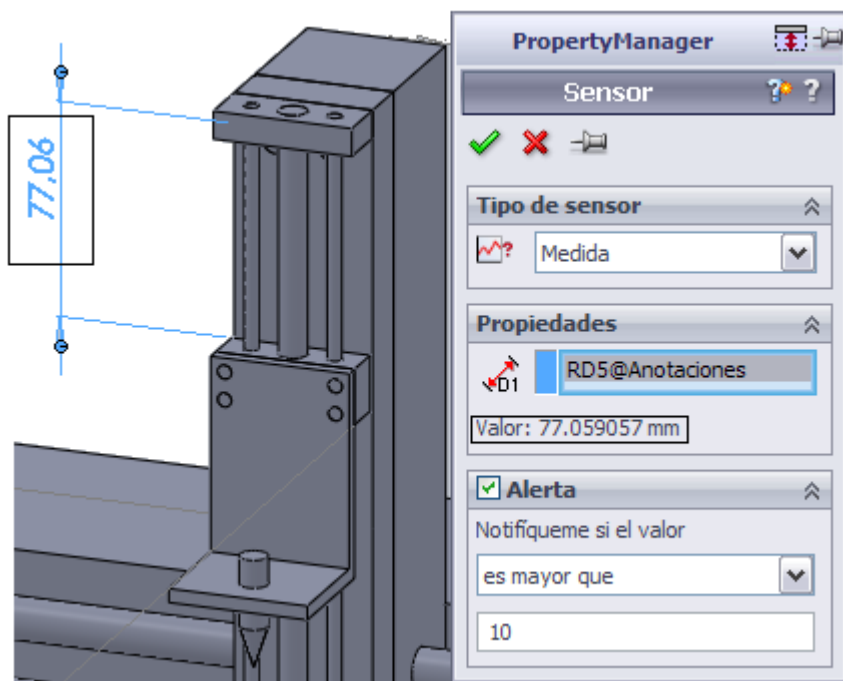 77,06
PropertyManager
Sensor
Tipo de sensor
Medida
Propiedades
D1
RD5@Anotaciones
Valor: 77.059057 mm
Alerta
Notifíqueme si el valor
es mayor que
10